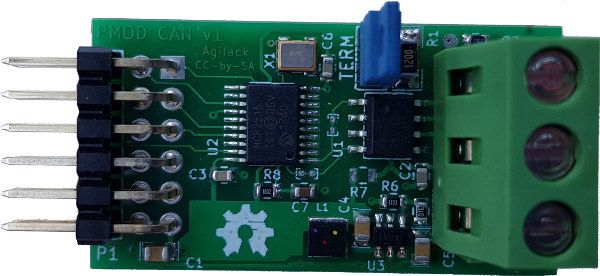 PMOD CAN v1
Agilack
CC-by-SA
X1
C6
TERM
R1
1200
U2
U1
C3
R8
C7
L1
C4
R7
R6
C2
C5
U3
C1
P1